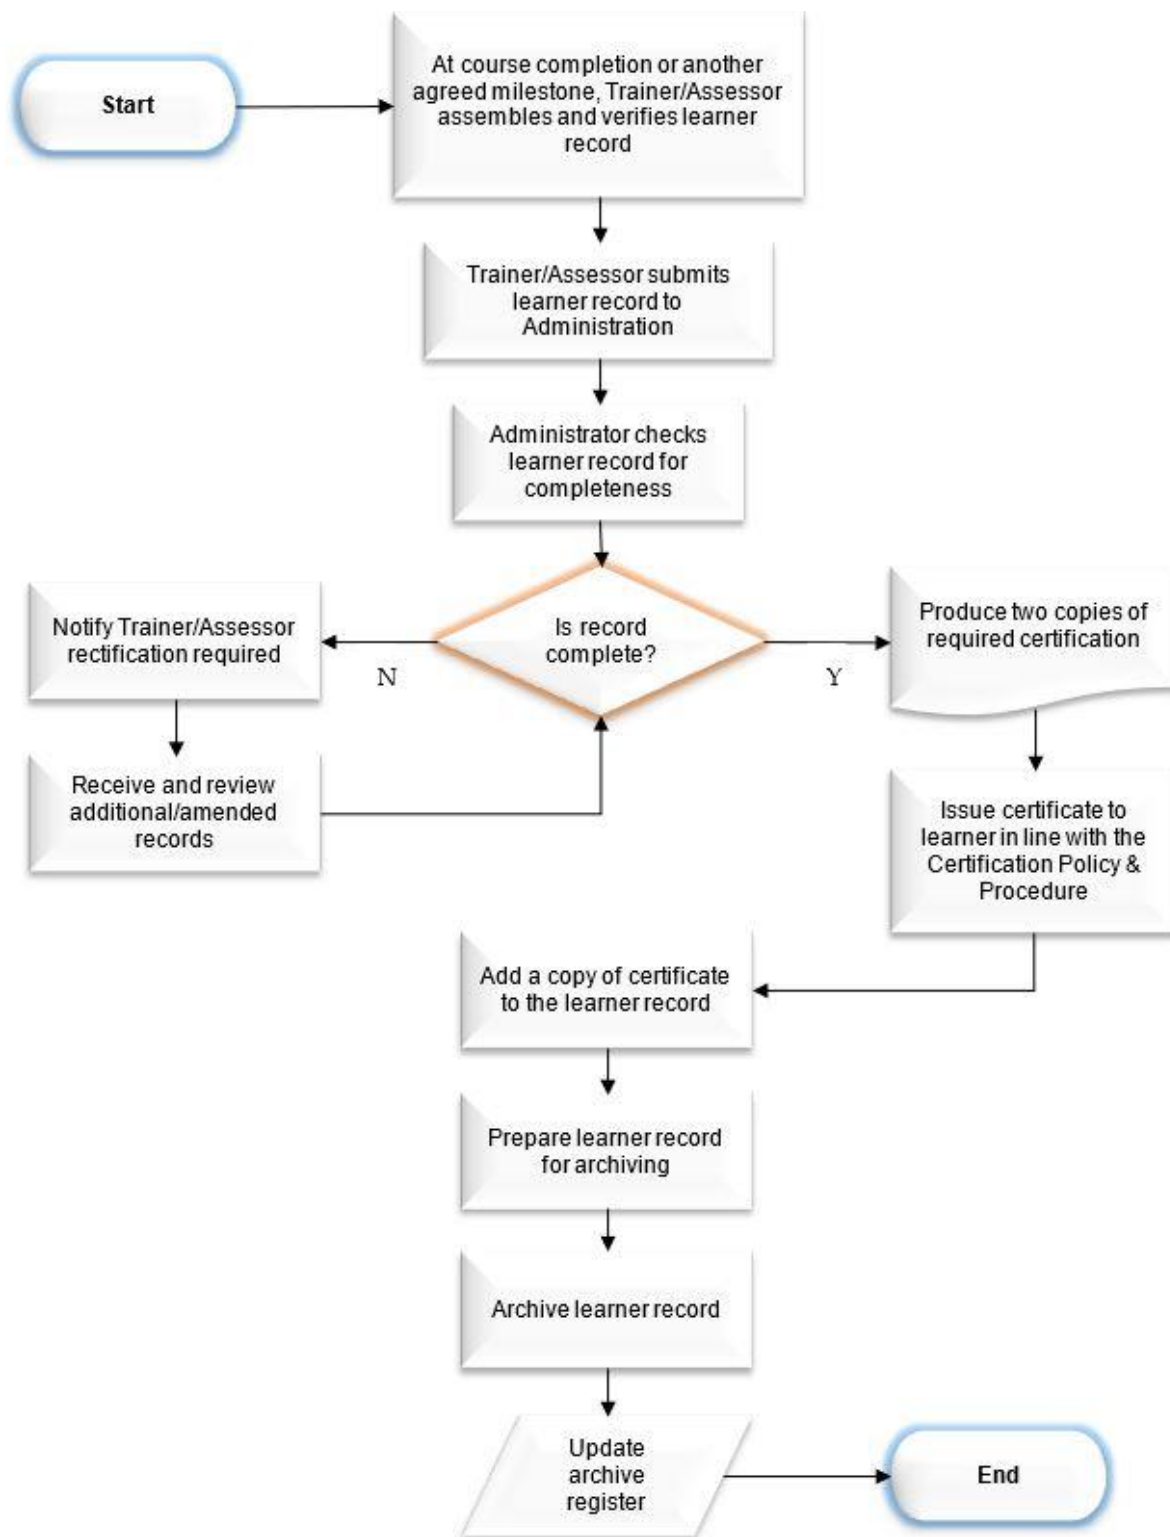 Start
At course completion or another
agreed milestone, Trainer/Assessor
assembles and verifies learner
record
Trainer/Assessor submits
learner record to
Administration
Administrator checks
learner record for
completeness
Is record
complete?
N
Y
Notify Trainer/Assessor
rectification required
Receive and review
additional/amended
records
Produce two copies of
required certification
Issue certificate to
learner in line with the
Certification Policy &
Procedure
Add a copy of certificate
to the learner record
Prepare learner record
for archiving
Archive learner record
Update
archive
register
End